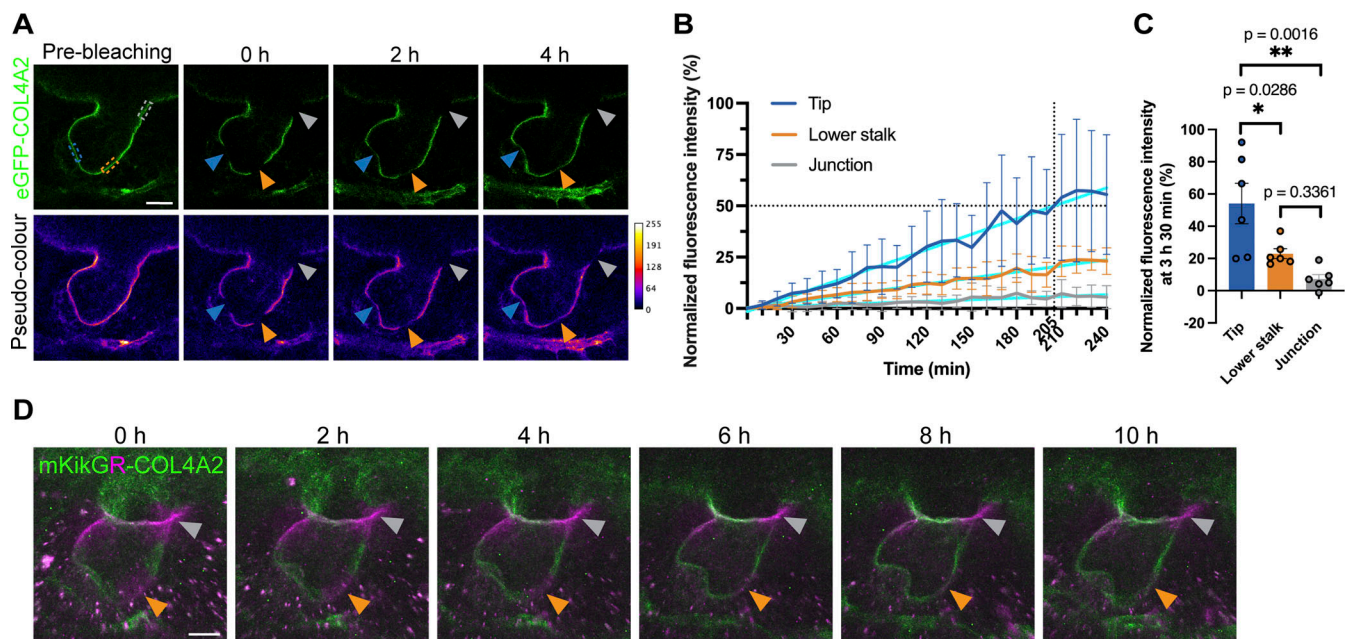 A
Pre-bleaching 0 h 2 h 4 h
eGFP-COL4A2
Pseudo-colour
255
191
128
64
0
B
Normalized fluorescence intensity (%)
100
75
50
25
0
Tip
Lower stalk
Junction
30 60 90 120 150 180 205 210 240
Time (min)
C
p = 0.0016
**
p = 0.0286
*
p = 0.3361
Normalized fluorescence intensity
at 3 h 30 min (%)
100
80
60
40
20
0
-20
Tip
Lower stalk
Junction
D
0 h 2 h 4 h 6 h 8 h 10 h
mKikGR-COL4A2